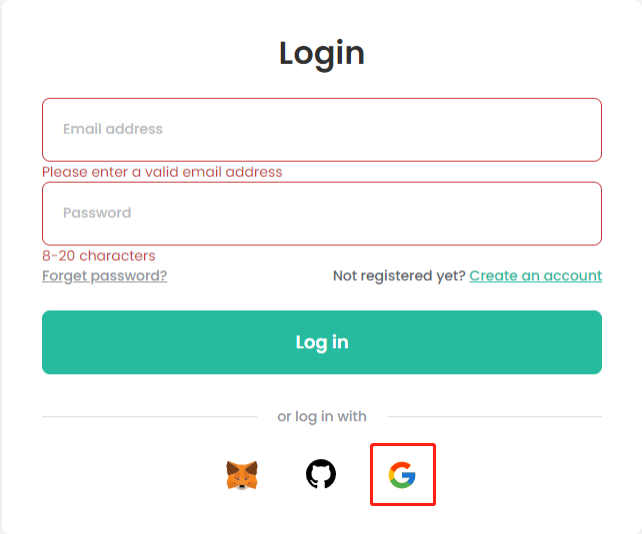 Login
Email address
Please enter a valid email address
Password
8-20 characters
Forget password? Not registered yet? Create an account
Log in
or log in with